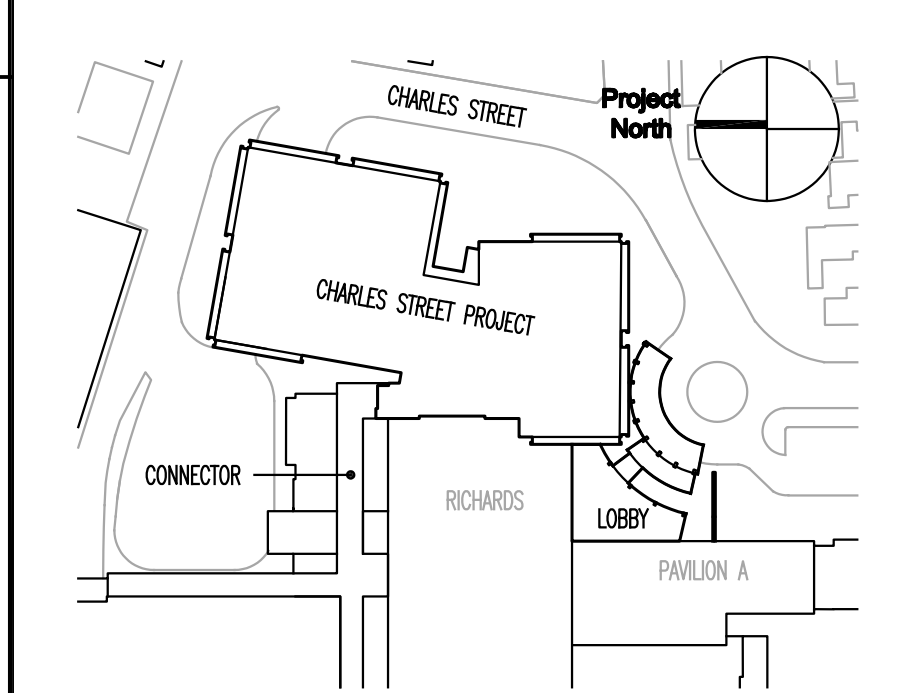 CHARLES STREET
Project
North
CHARLES STREET PROJECT
CONNECTOR
RICHARDS
LOBBY
PAVILION A